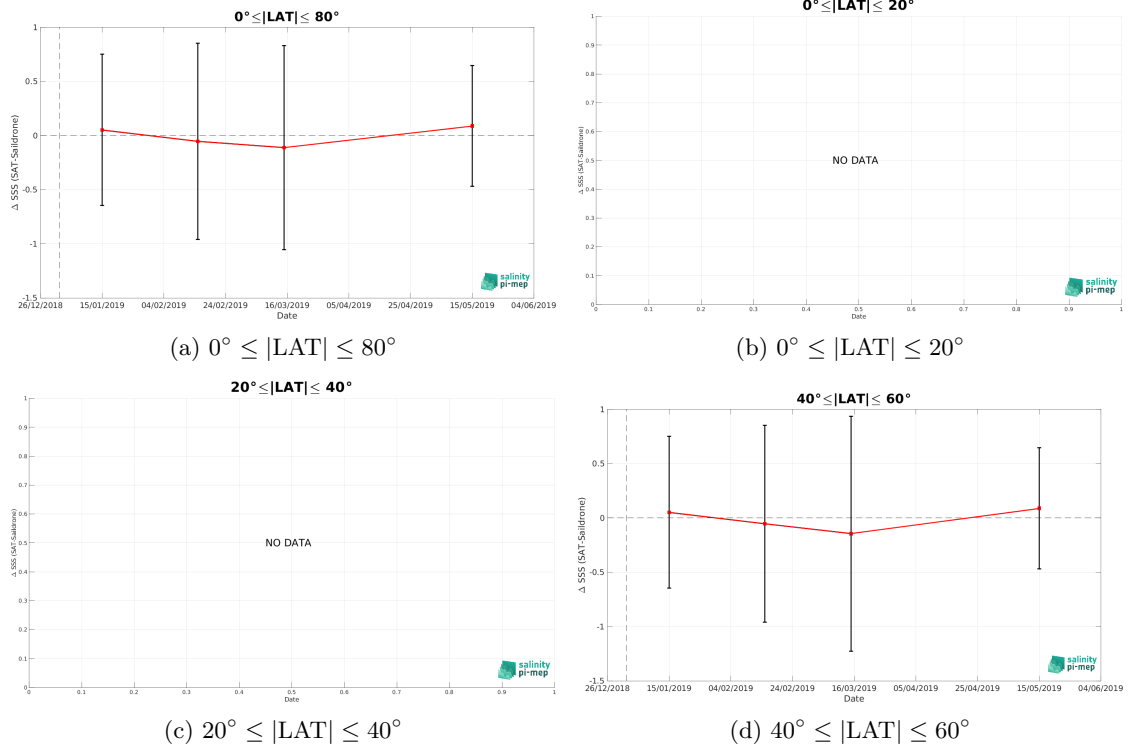 0°≤|LAT|≤ 80°
1
0.5
0
-0.5
-1
-1.5
Δ SSS (SAT-Saildrone)
26/12/2018 15/01/2019 04/02/2019 24/02/2019 16/03/2019 05/04/2019 25/04/2019 15/05/2019 04/06/2019
Date
salinity
pi-mep
(a) 0° ≤ |LAT| ≤ 80°
0°≤|LAT|≤ 20°
1
0.9
0.8
0.7
0.6
0.5
0.4
0.3
0.2
0.1
0
Δ SSS (SAT-Saildrone)
NO DATA
0 0.1 0.2 0.3 0.4 0.5 0.6 0.7 0.8 0.9 1
Date
salinity
pi-mep
(b) 0° ≤ |LAT| ≤ 20°
20°≤|LAT|≤ 40°
1
0.9
0.8
0.7
0.6
0.5
0.4
0.3
0.2
0.1
0
Δ SSS (SAT-Saildrone)
NO DATA
0 0.1 0.2 0.3 0.4 0.5 0.6 0.7 0.8 0.9 1
Date
salinity
pi-mep
(c) 20° ≤ |LAT| ≤ 40°
40°≤|LAT|≤ 60°
1
0.5
0
-0.5
-1
-1.5
Δ SSS (SAT-Saildrone)
26/12/2018 15/01/2019 04/02/2019 24/02/2019 16/03/2019 05/04/2019 25/04/2019 15/05/2019 04/06/2019
Date
salinity
pi-mep
(d) 40° ≤ |LAT| ≤ 60°